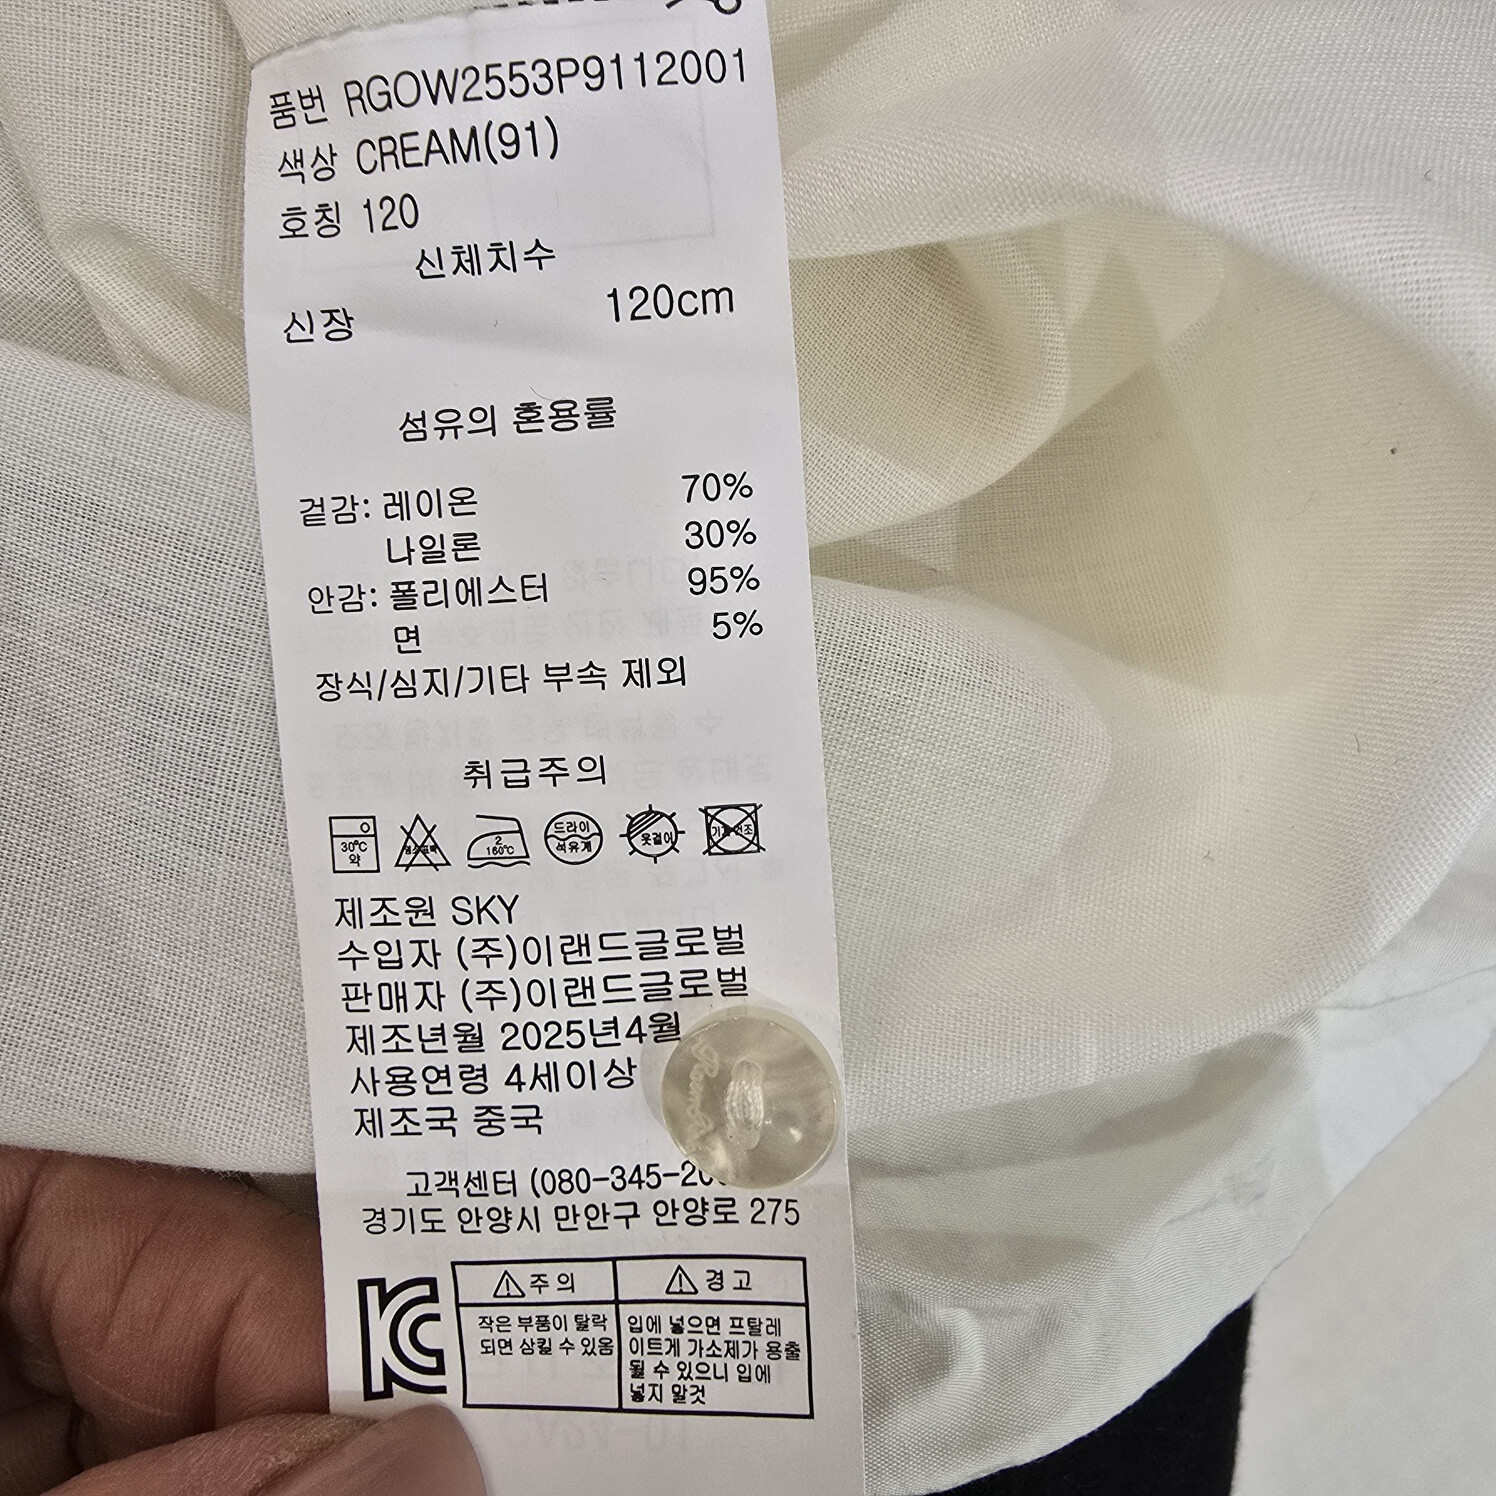 품번 RGOW2553P9112001
색상 CREAM(91)
호칭 120
신체치수
신장 120cm
섬유의 혼용률
겉감: 레이온 70%
나일론 30%
안감: 폴리에스터 95%
면 5%
장식/심지/기타 부속 제외
취급주의
30℃ 약 2 160℃ 드라이 석유계 옷걸이
제조원 SKY
수입자 (주)이랜드글로벌
판매자 (주)이랜드글로벌
제조년월 2025년4월
사용연령 4세이상
제조국 중국
고객센터 (080-345-20
경기도 안양시 만안구 안양로 275
주의
작은 부품이 탈락
되면 삼킬 수 있음
경고
입에 넣으면 프탈레
이트게 가소제가 용출
될 수 있으니 입에
넣지 말것